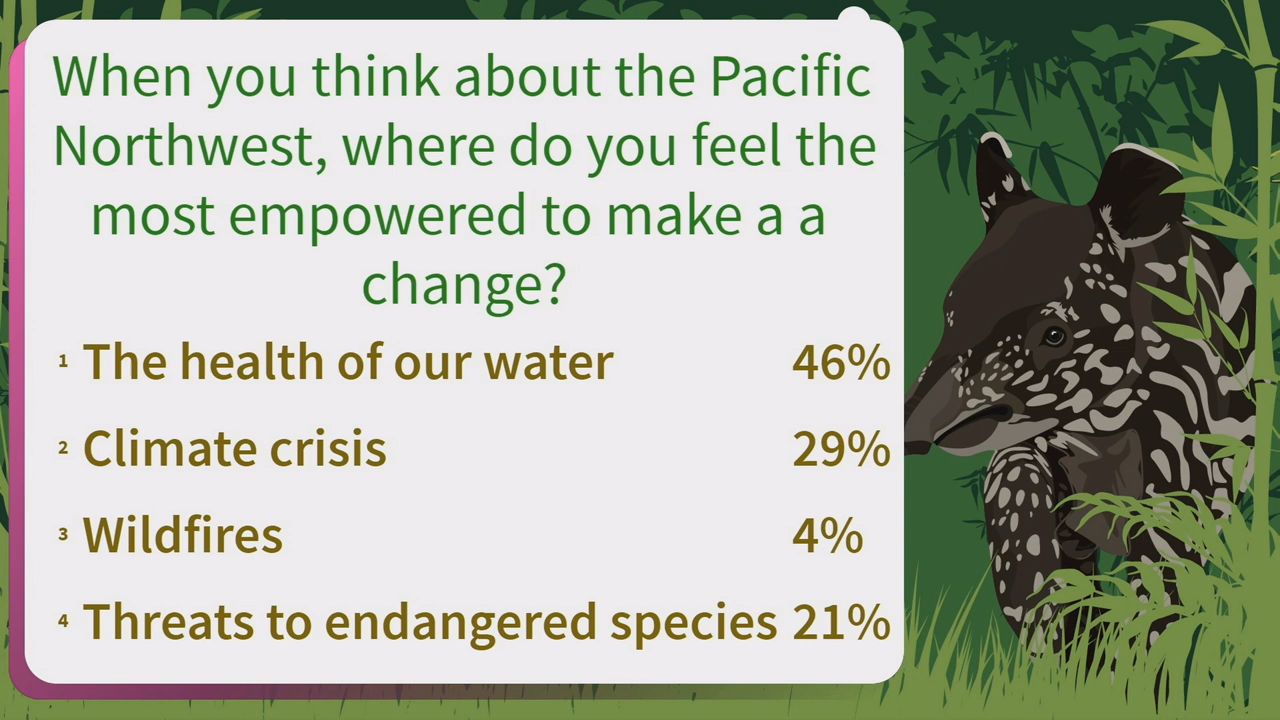 When you think about the Pacific
Northwest, where do you feel the
most empowered to make a a
change?
1 The health of our water 46%
2 Climate crisis 29%
3 Wildfires 4%
4 Threats to endangered species 21%